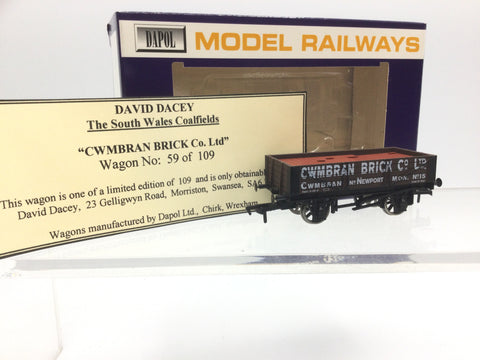 DAPOL
MODEL RAILWAYS
DAVID DACEY
The South Wales Coalfields
“CWMBRAN BRICK Co. Ltd”
Wagon No: 59 of 109
This wagon is one of a limited edition of 109 and is only obtainable
David Dacey, 23 Gelligwyn Road, Morriston, Swansea, SA6
Wagons manufactured by Dapol Ltd., Chirk, Wrexham
CWMBRAN BRICK CO LTD
CWMBRAN NR NEWPORT MON. No 15